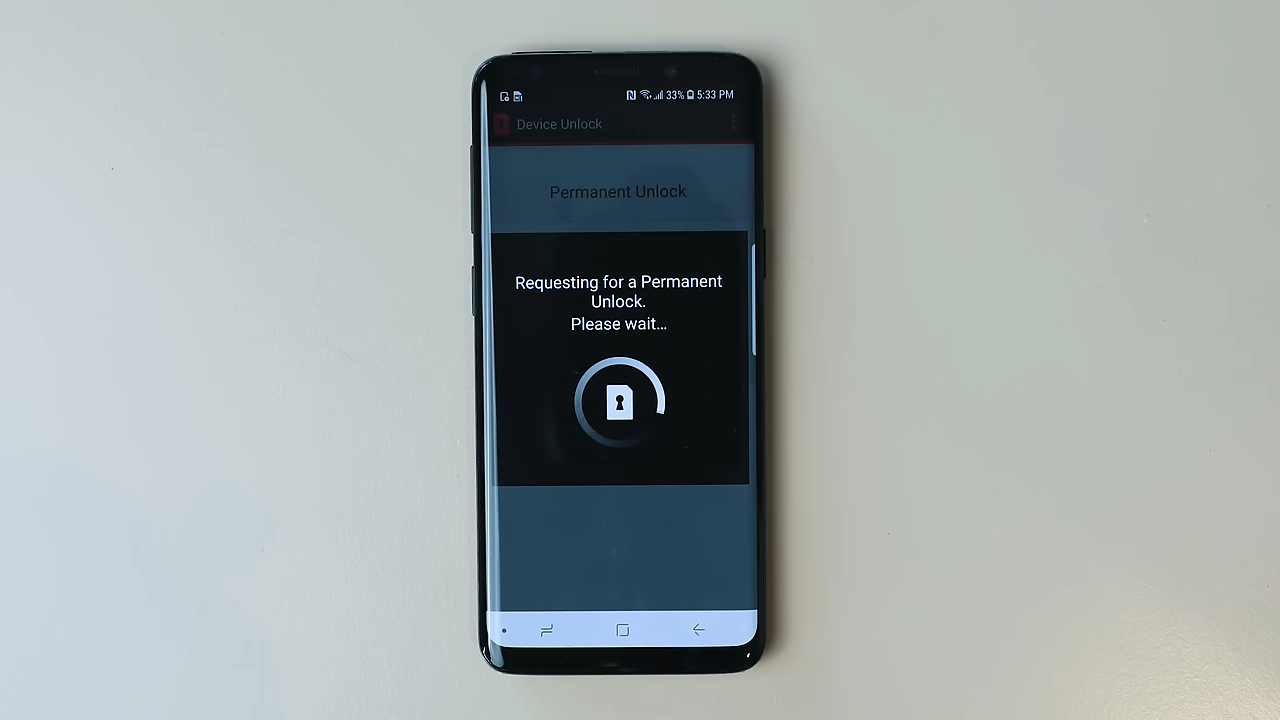 33% 5:33 PM
Device Unlock
Permanent Unlock
Requesting for a Permanent
Unlock.
Please wait...